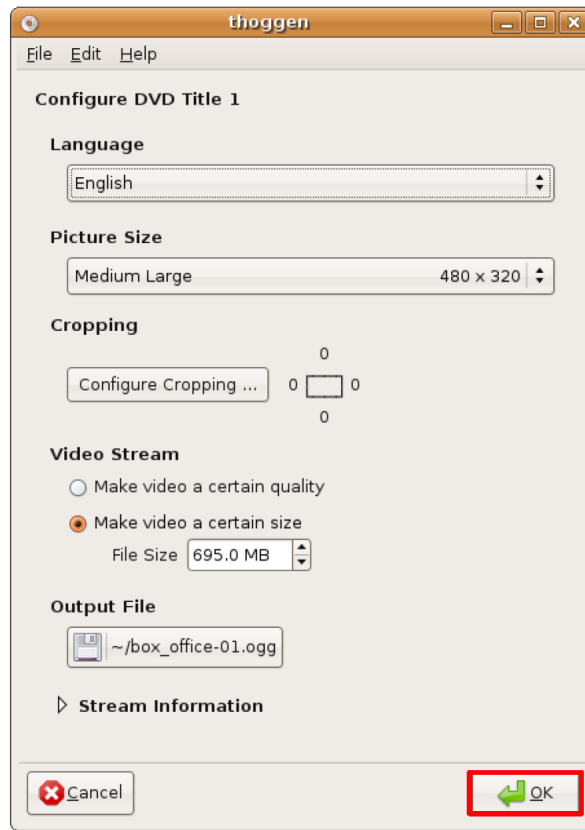 thoggen
File Edit Help
Configure DVD Title 1
Language
English
Picture Size
Medium Large 480 x 320
Cropping
0
Configure Cropping ... 0 0
0
Video Stream
Make video a certain quality
Make video a certain size
File Size 695.0 MB
Output File
~/box_office-01.ogg
Stream Information
Cancel OK